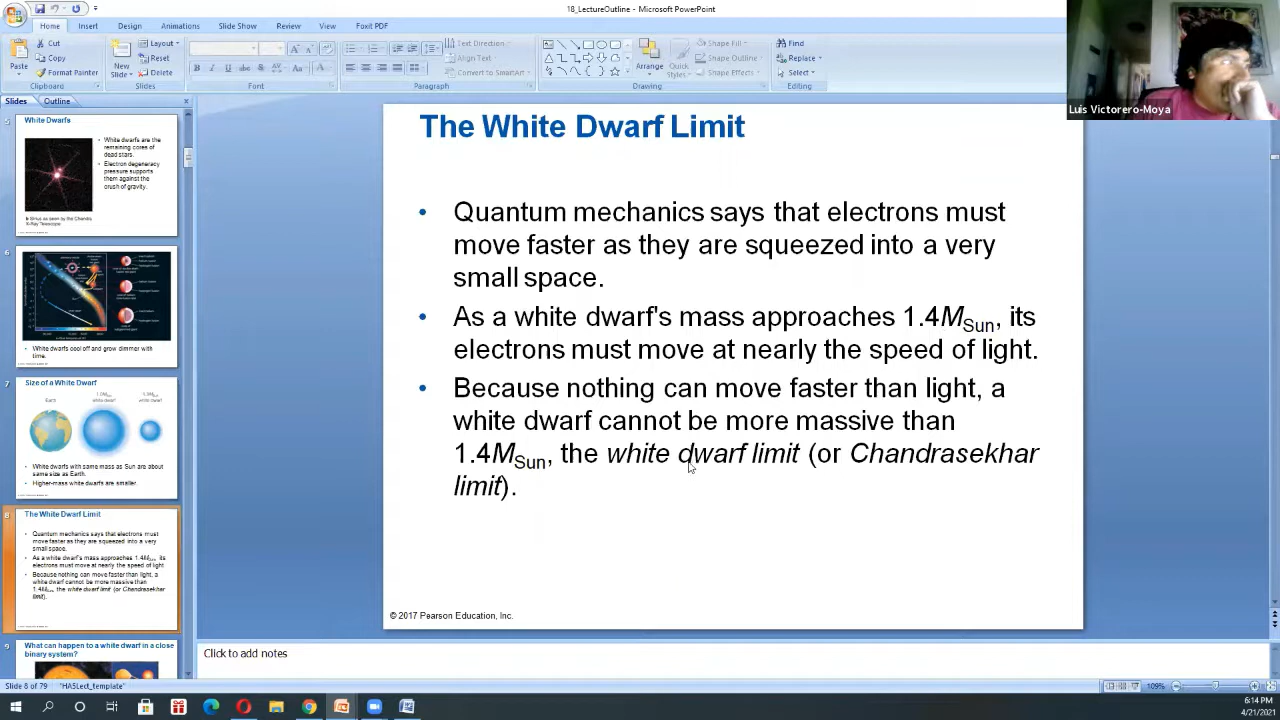 18_LectureOutline - Microsoft PowerPoint
Home Insert Design Transitions Animations Slide Show Review View Foxit PDF
Cut
Copy
Format Painter
Paste
Clipboard
New
Slide
Layout
Reset
Delete
Slides
Font
Paragraph
Text Direction
Align Text
Convert to SmartArt
Arrange
Quick
Styles
Shape Fill
Shape Outline
Shape Effects
Drawing
Find
Replace
Select
Editing
Luis Victorero-Moya
Slides Outline
White Dwarfs
• White dwarfs are the
remaining cores of
dead stars.
• Electron degeneracy
pressure supports
them against the
crush of gravity.
b Sirius as seen by the Chandra
X-Ray Telescope
6
• White dwarfs cool off and grow dimmer with
time.
7
Size of a White Dwarf
Earth
white dwarf
white dwarf
• White dwarfs with same mass as Sun are about
same size as Earth.
• Higher-mass white dwarfs are smaller.
8
The White Dwarf Limit
• Quantum mechanics says that electrons must
move faster as they are squeezed into a very
small space.
• As a white dwarf's mass approaches 1.4MSun, its
electrons must move at nearly the speed of light
• Because nothing can move faster than light, a
white dwarf cannot be more massive than
1.4MSun, the white dwarf limit (or Chandrasekhar
limit).
9
What can happen to a white dwarf in a close
binary system?
The White Dwarf Limit
• Quantum mechanics says that electrons must
move faster as they are squeezed into a very
small space.
• As a white dwarf's mass approaches 1.4MSun, its
electrons must move at nearly the speed of light.
• Because nothing can move faster than light, a
white dwarf cannot be more massive than
1.4MSun, the white dwarf limit (or Chandrasekhar
limit).
© 2017 Pearson Education, Inc.
Click to add notes
Slide 8 of 79 "HASLect_template"
109%
6:14 PM
4/21/2021